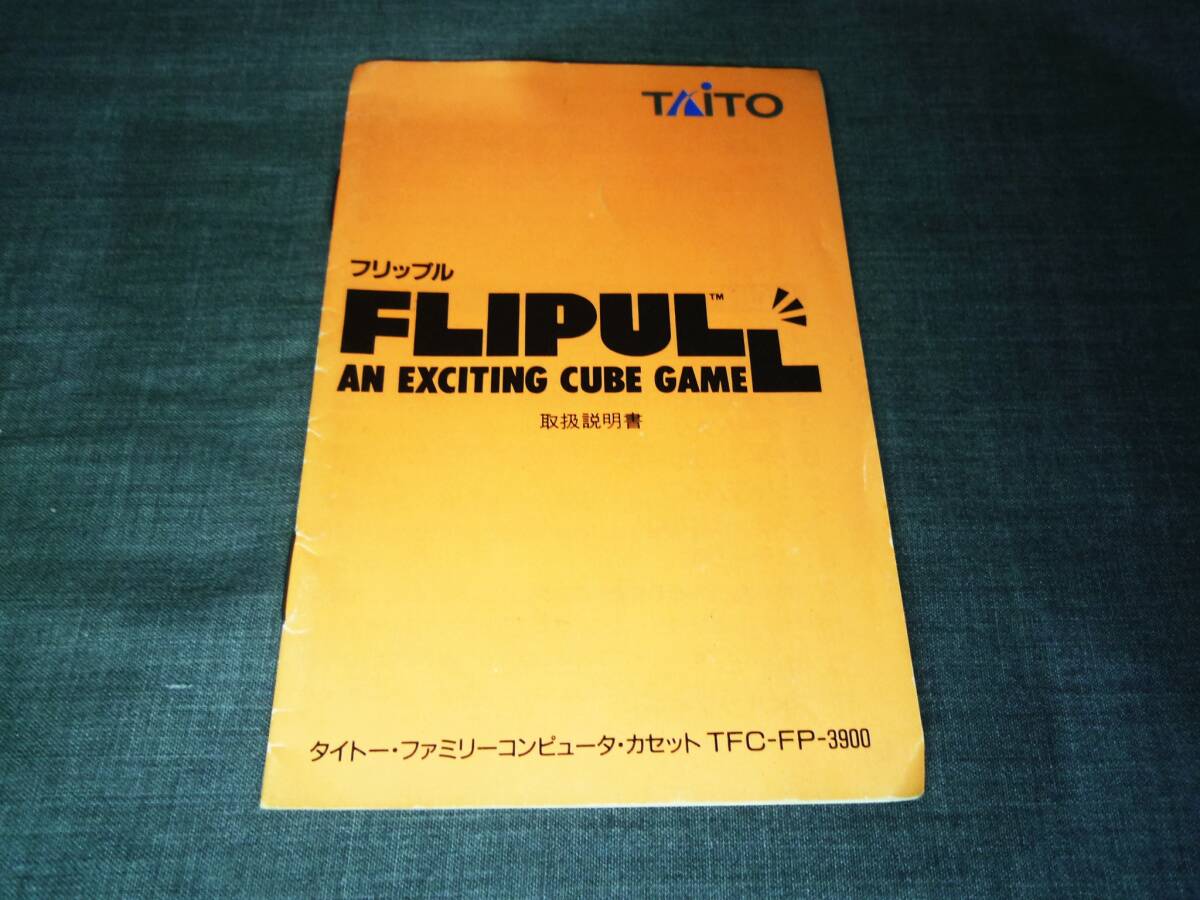 TAiTO
フリップル
FLIPULL™
AN EXCITING CUBE GAME
取扱説明書
タイトー・ファミリーコンピュータ・カセット TFC-FP-3900